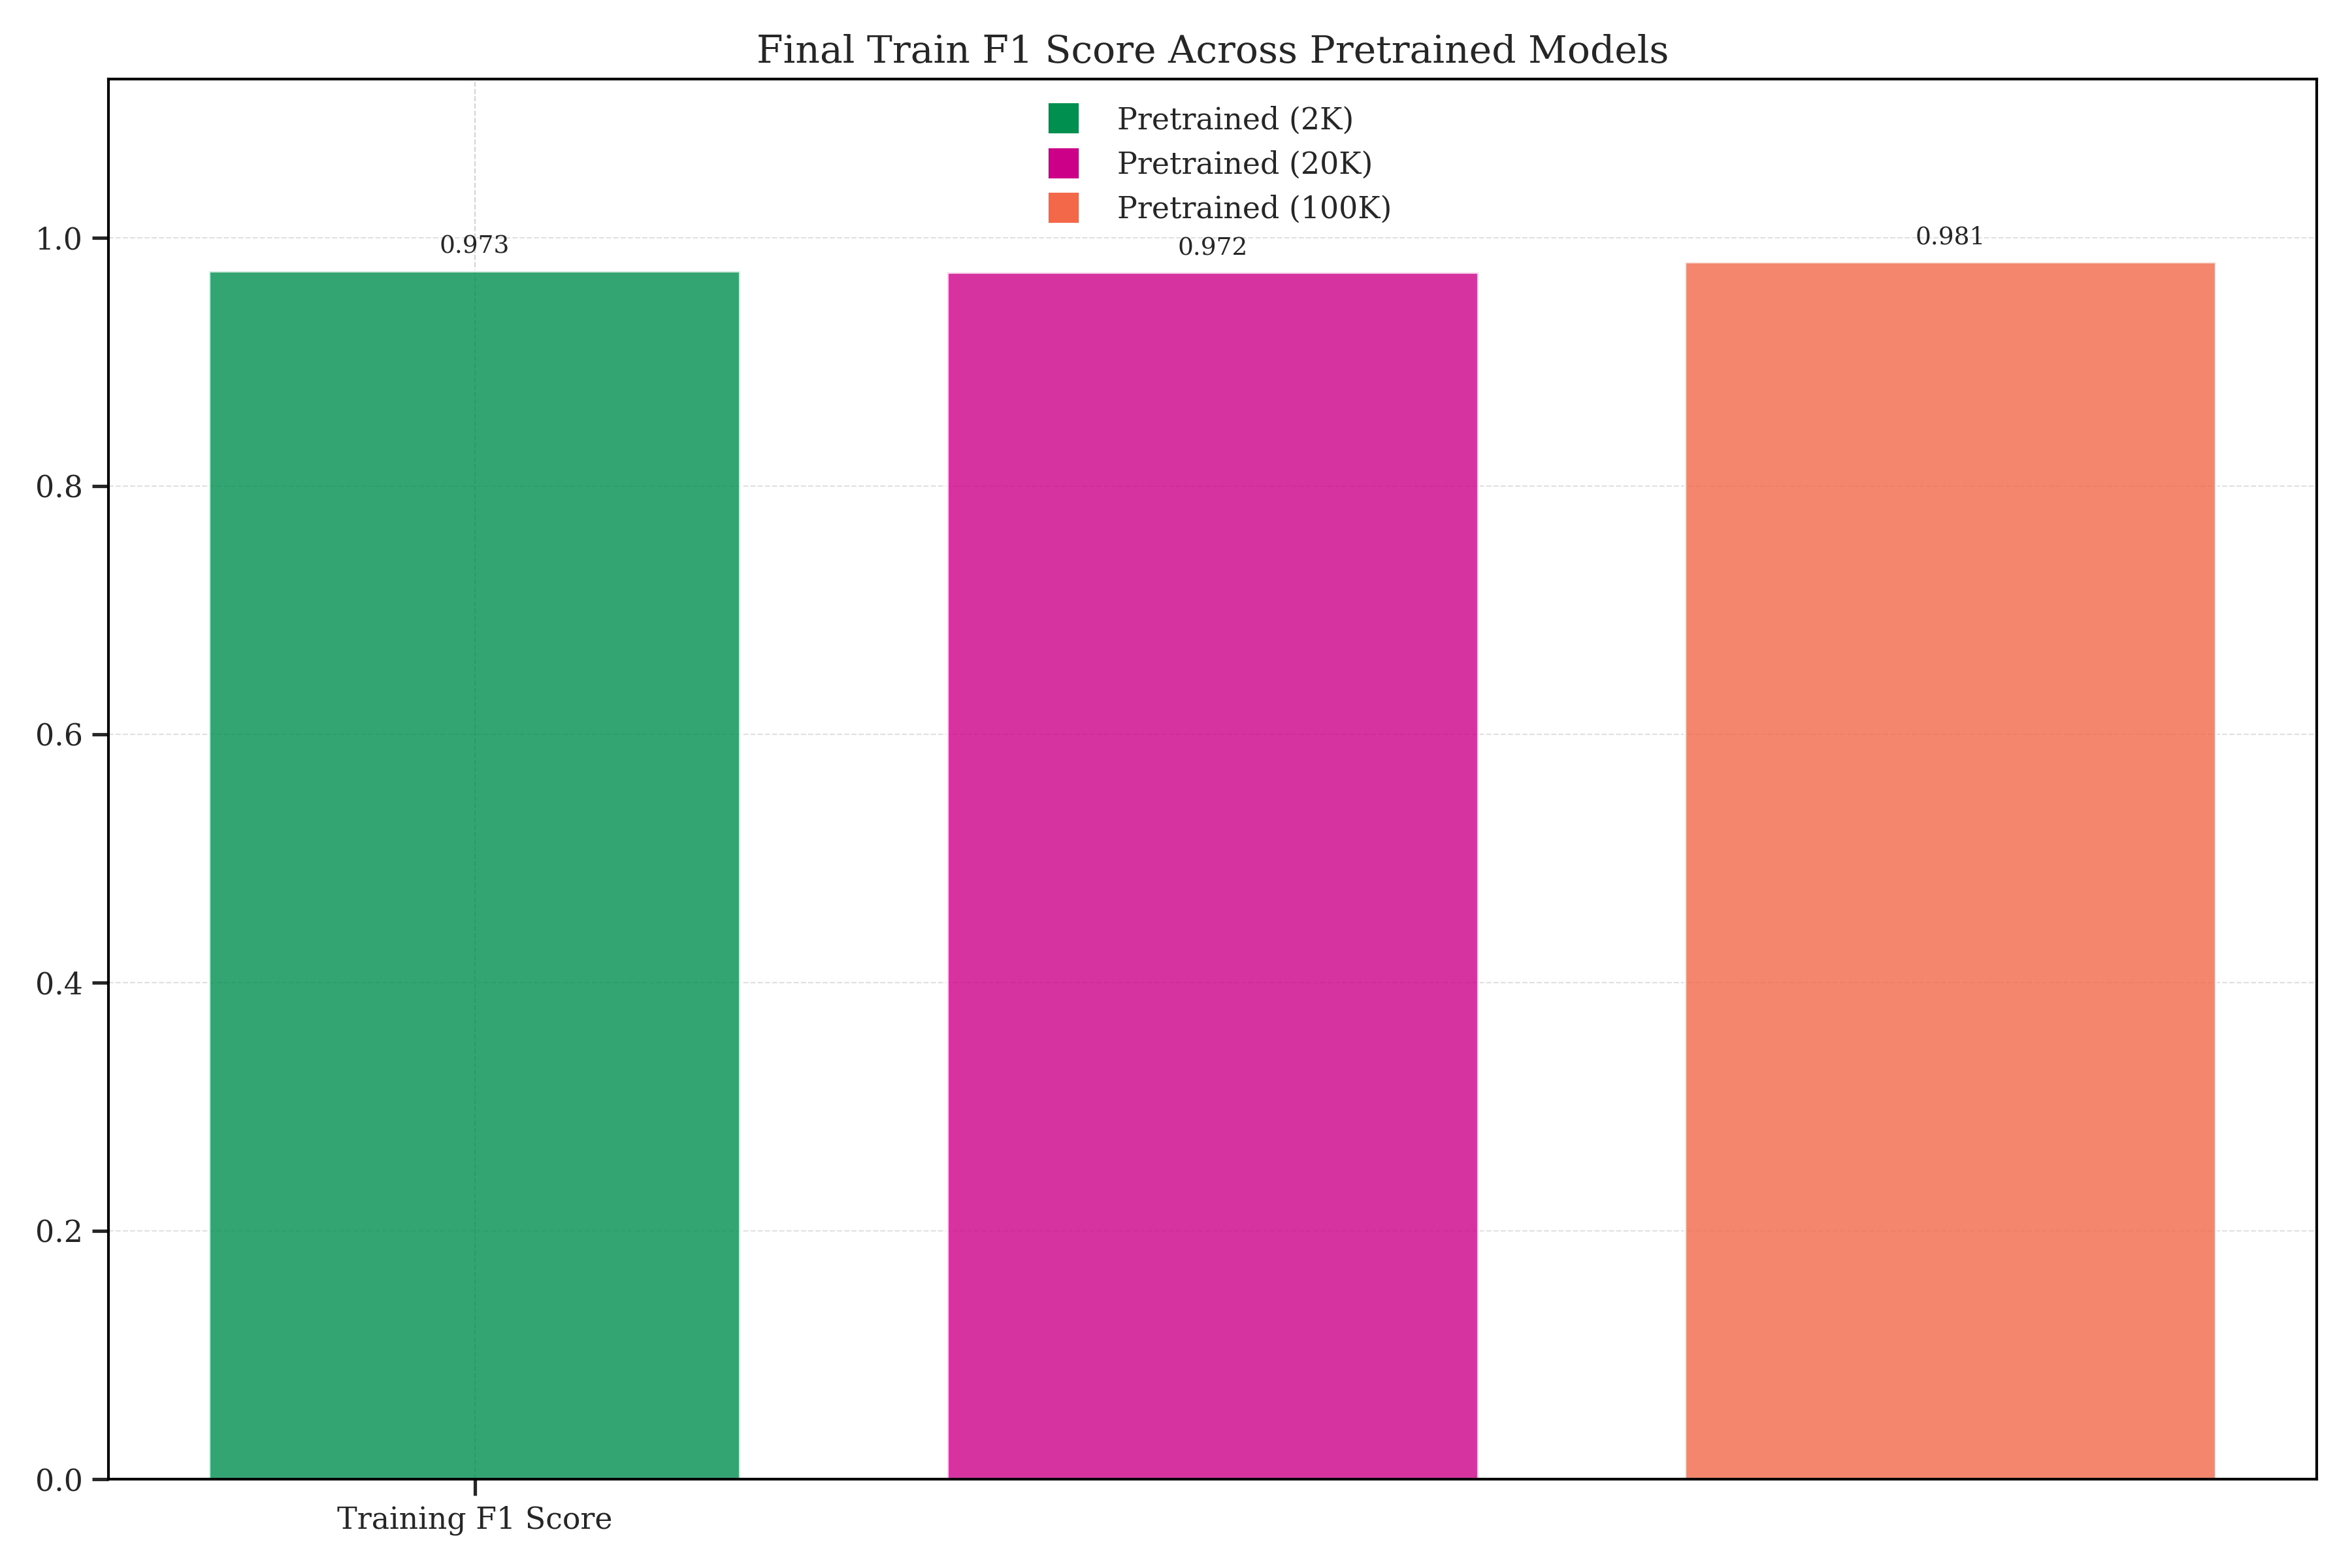 Final Train F1 Score Across Pretrained Models
Pretrained (2K)
Pretrained (20K)
Pretrained (100K)
1.0
0.973
0.972
0.981
0.8
0.6
0.4
0.2
0.0
Training F1 Score